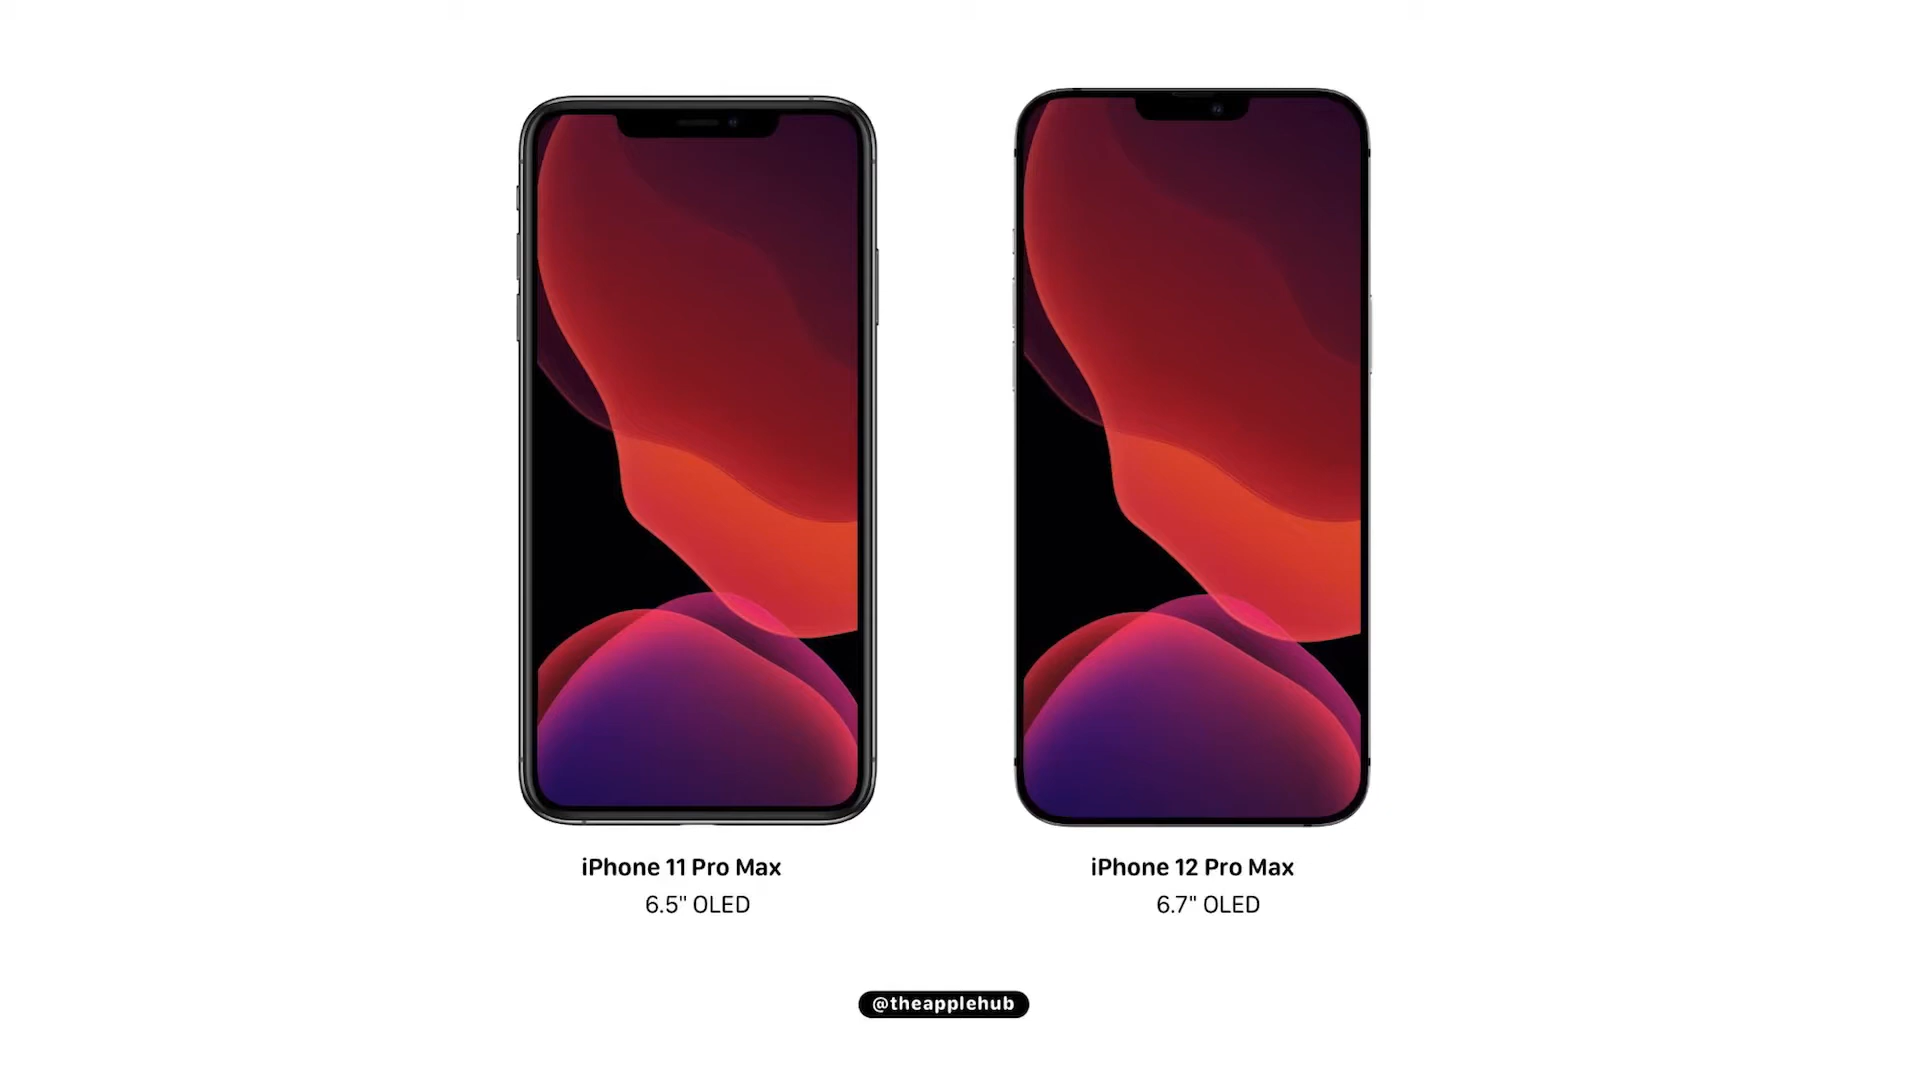 iPhone 11 Pro Max
6.5" OLED
iPhone 12 Pro Max
6.7" OLED
@theapplehub